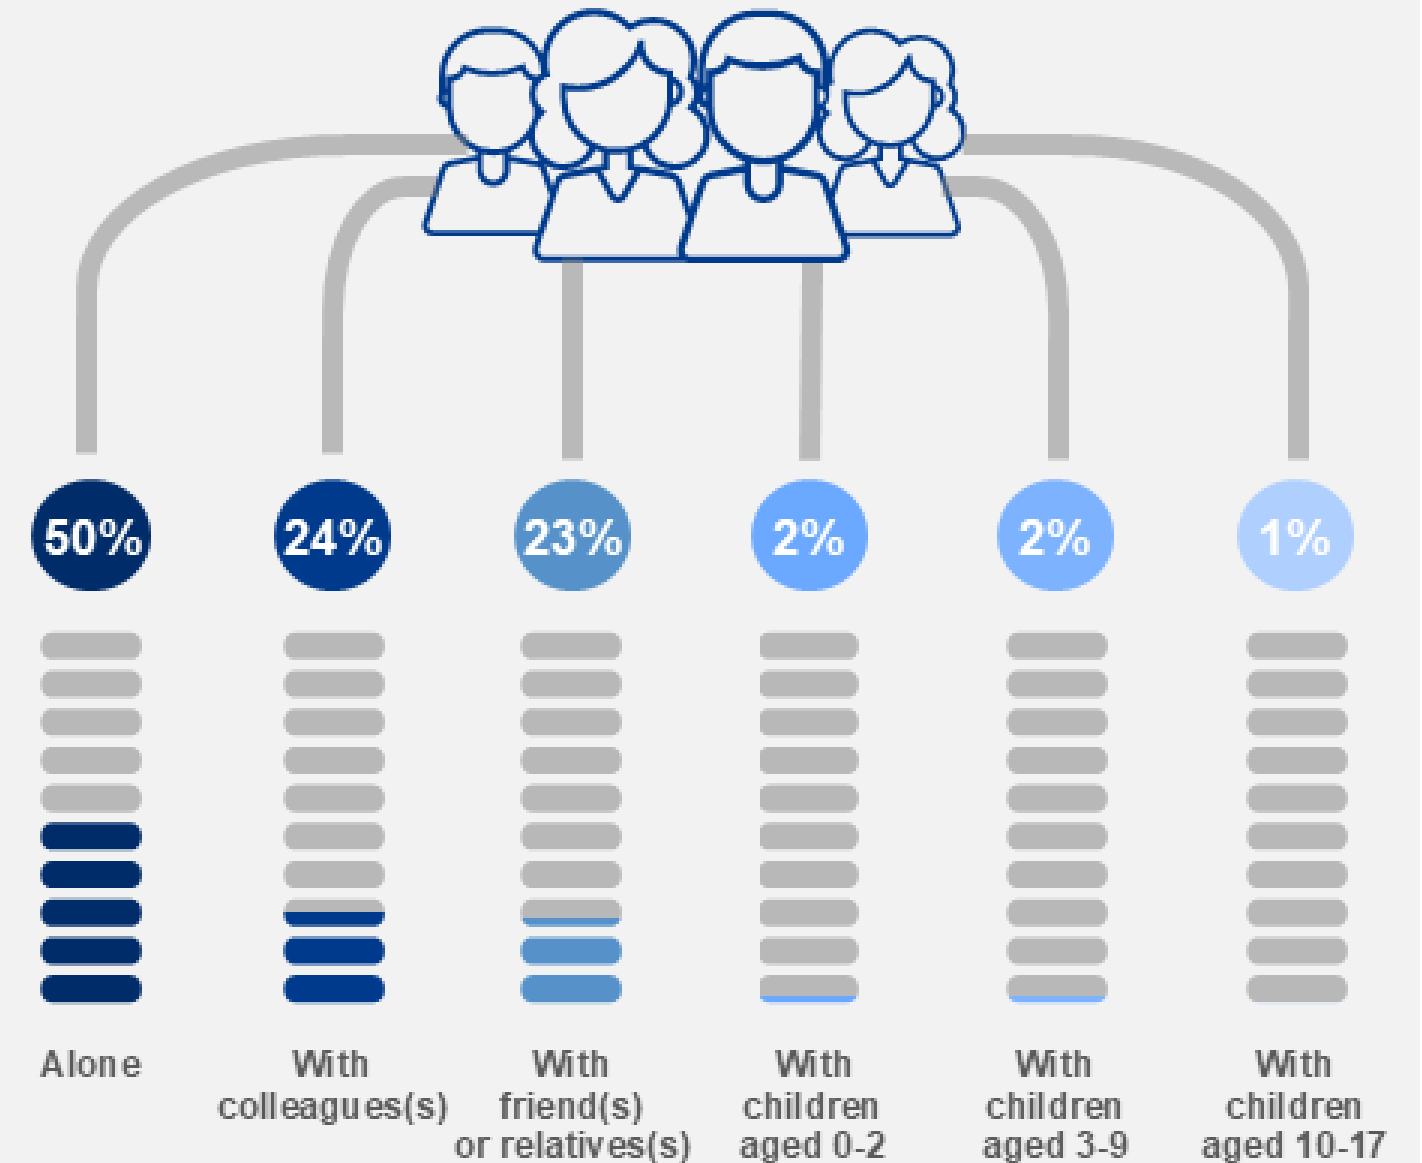 50%
24%
23%
2%
2%
1%
Alone
With
colleagues(s)
With
friend(s)
or relatives(s)
With
children
aged 0-2
With
children
aged 3-9
With
children
aged 10-17